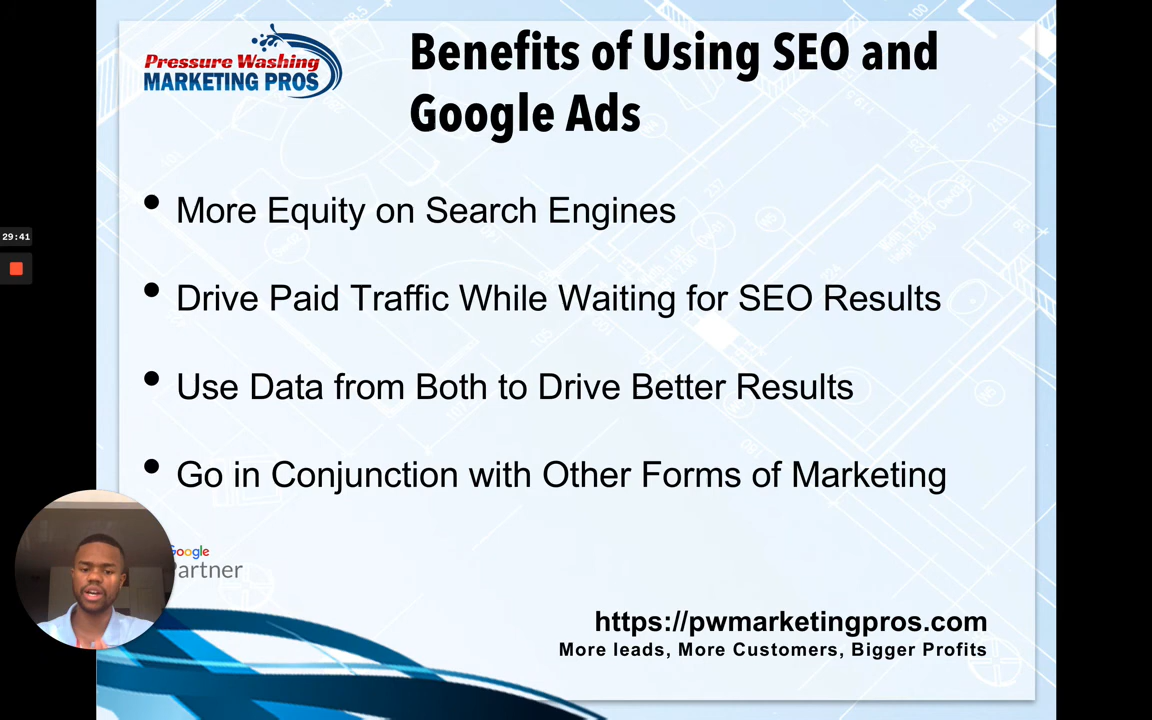 Pressure Washing
MARKETING PROS
Benefits of Using SEO and
Google Ads
• More Equity on Search Engines
29:41
• Drive Paid Traffic While Waiting for SEO Results
• Use Data from Both to Drive Better Results
• Go in Conjunction with Other Forms of Marketing
Google
Partner
https://pwmarketingpros.com
More leads, More Customers, Bigger Profits